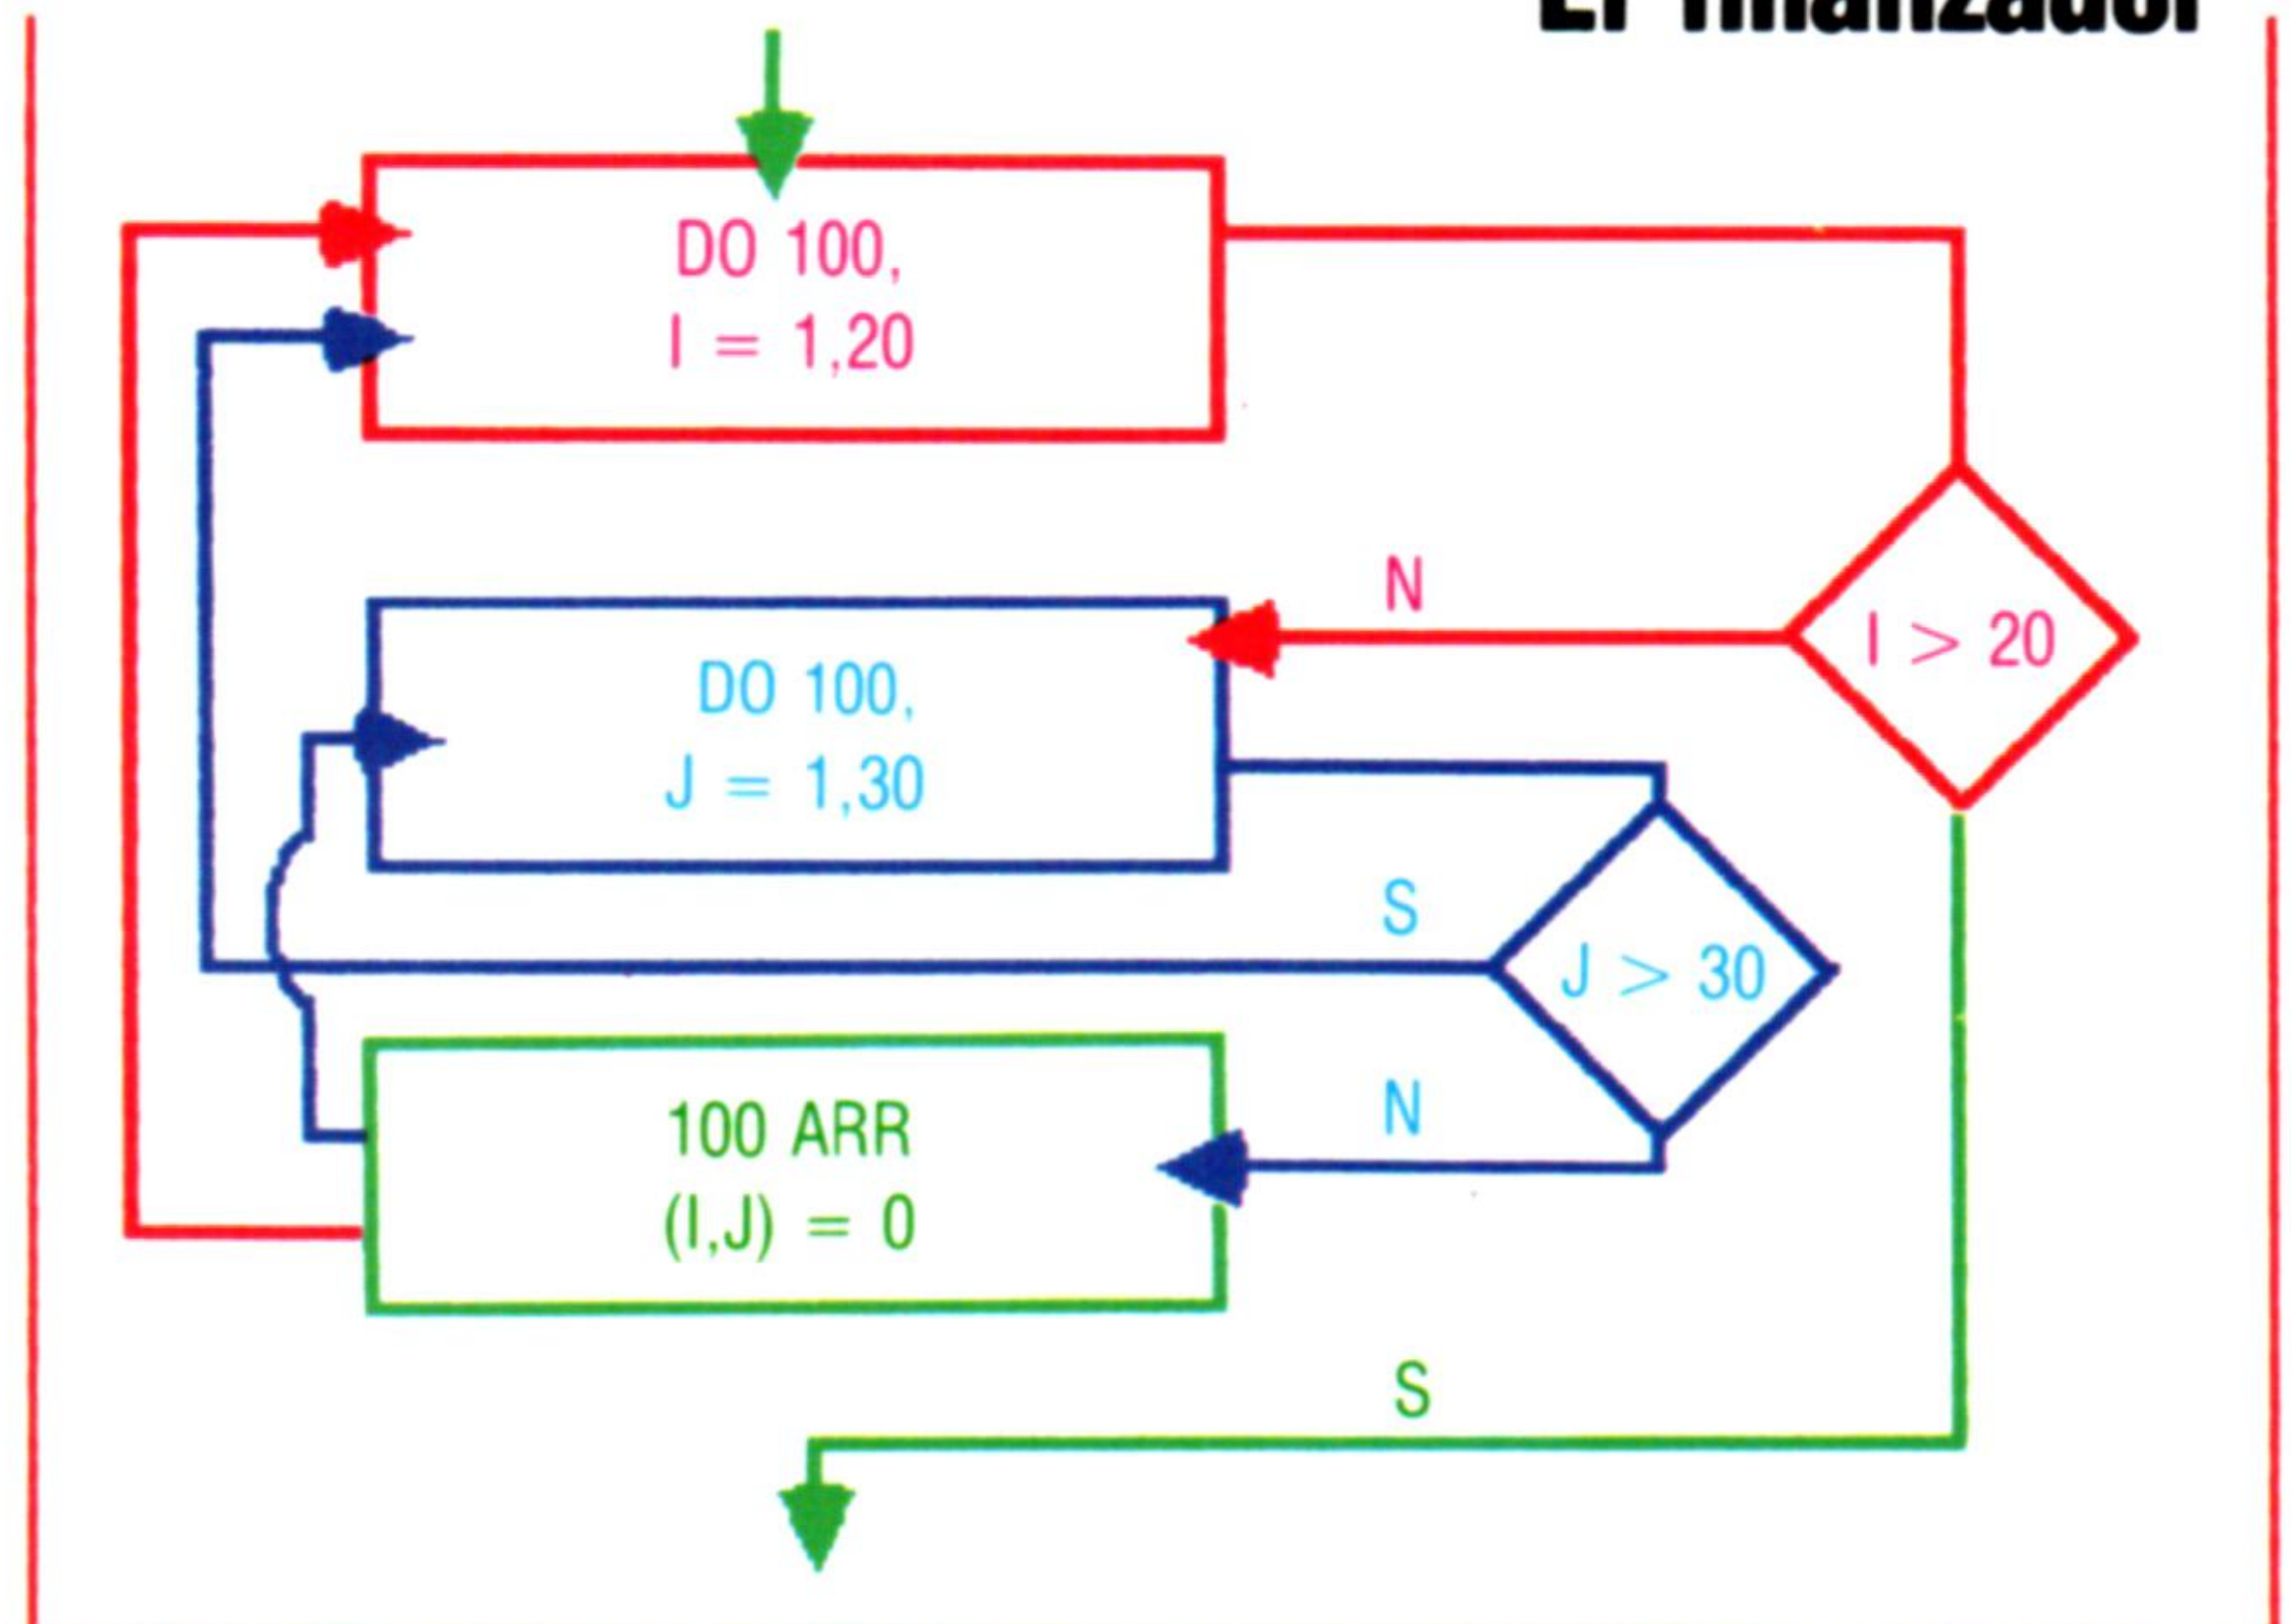 DO 100,
I = 1,20
N
I > 20
DO 100,
J = 1,30
S
J > 30
N
100 ARR
(I,J) = 0
S